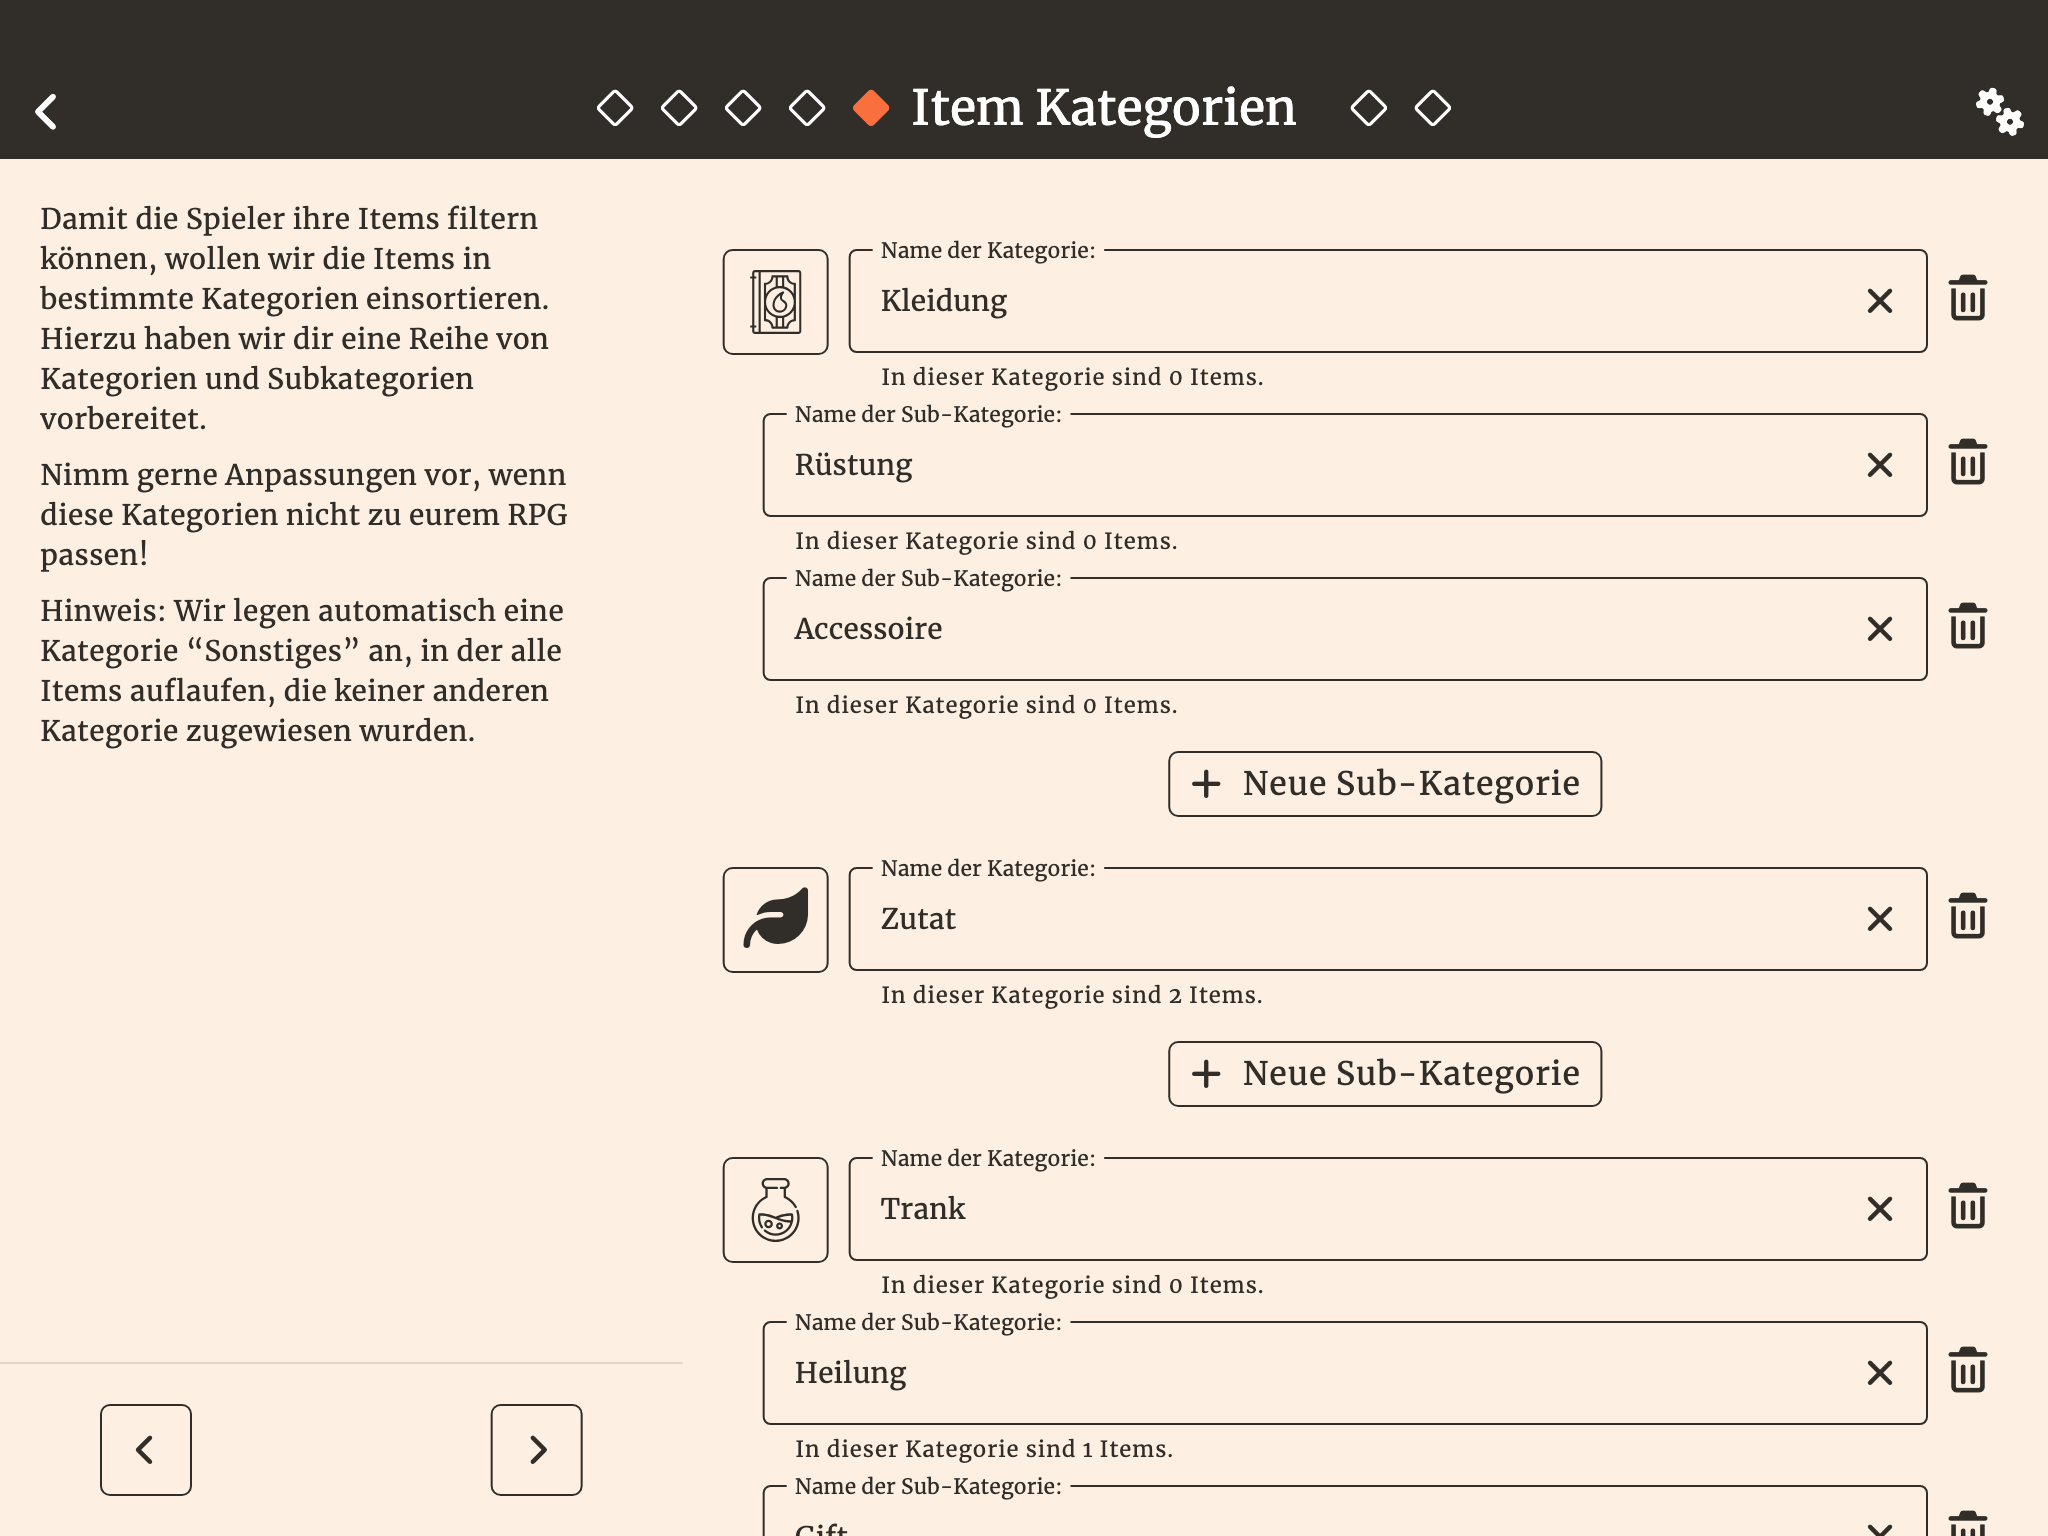 Item Kategorien
Damit die Spieler ihre Items filtern
können, wollen wir die Items in
bestimmte Kategorien einsortieren.
Hierzu haben wir dir eine Reihe von
Kategorien und Subkategorien
vorbereitet.
Nimm gerne Anpassungen vor, wenn
diese Kategorien nicht zu eurem RPG
passen!
Hinweis: Wir legen automatisch eine
Kategorie “Sonstiges” an, in der alle
Items auflaufen, die keiner anderen
Kategorie zugewiesen wurden.
Name der Kategorie:
Kleidung
In dieser Kategorie sind 0 Items.
Name der Sub-Kategorie:
Rüstung
In dieser Kategorie sind 0 Items.
Name der Sub-Kategorie:
Accessoire
In dieser Kategorie sind 0 Items.
+ Neue Sub-Kategorie
Name der Kategorie:
Zutat
In dieser Kategorie sind 2 Items.
+ Neue Sub-Kategorie
Name der Kategorie:
Trank
In dieser Kategorie sind 0 Items.
Name der Sub-Kategorie:
Heilung
In dieser Kategorie sind 1 Items.
Name der Sub-Kategorie:
Gift